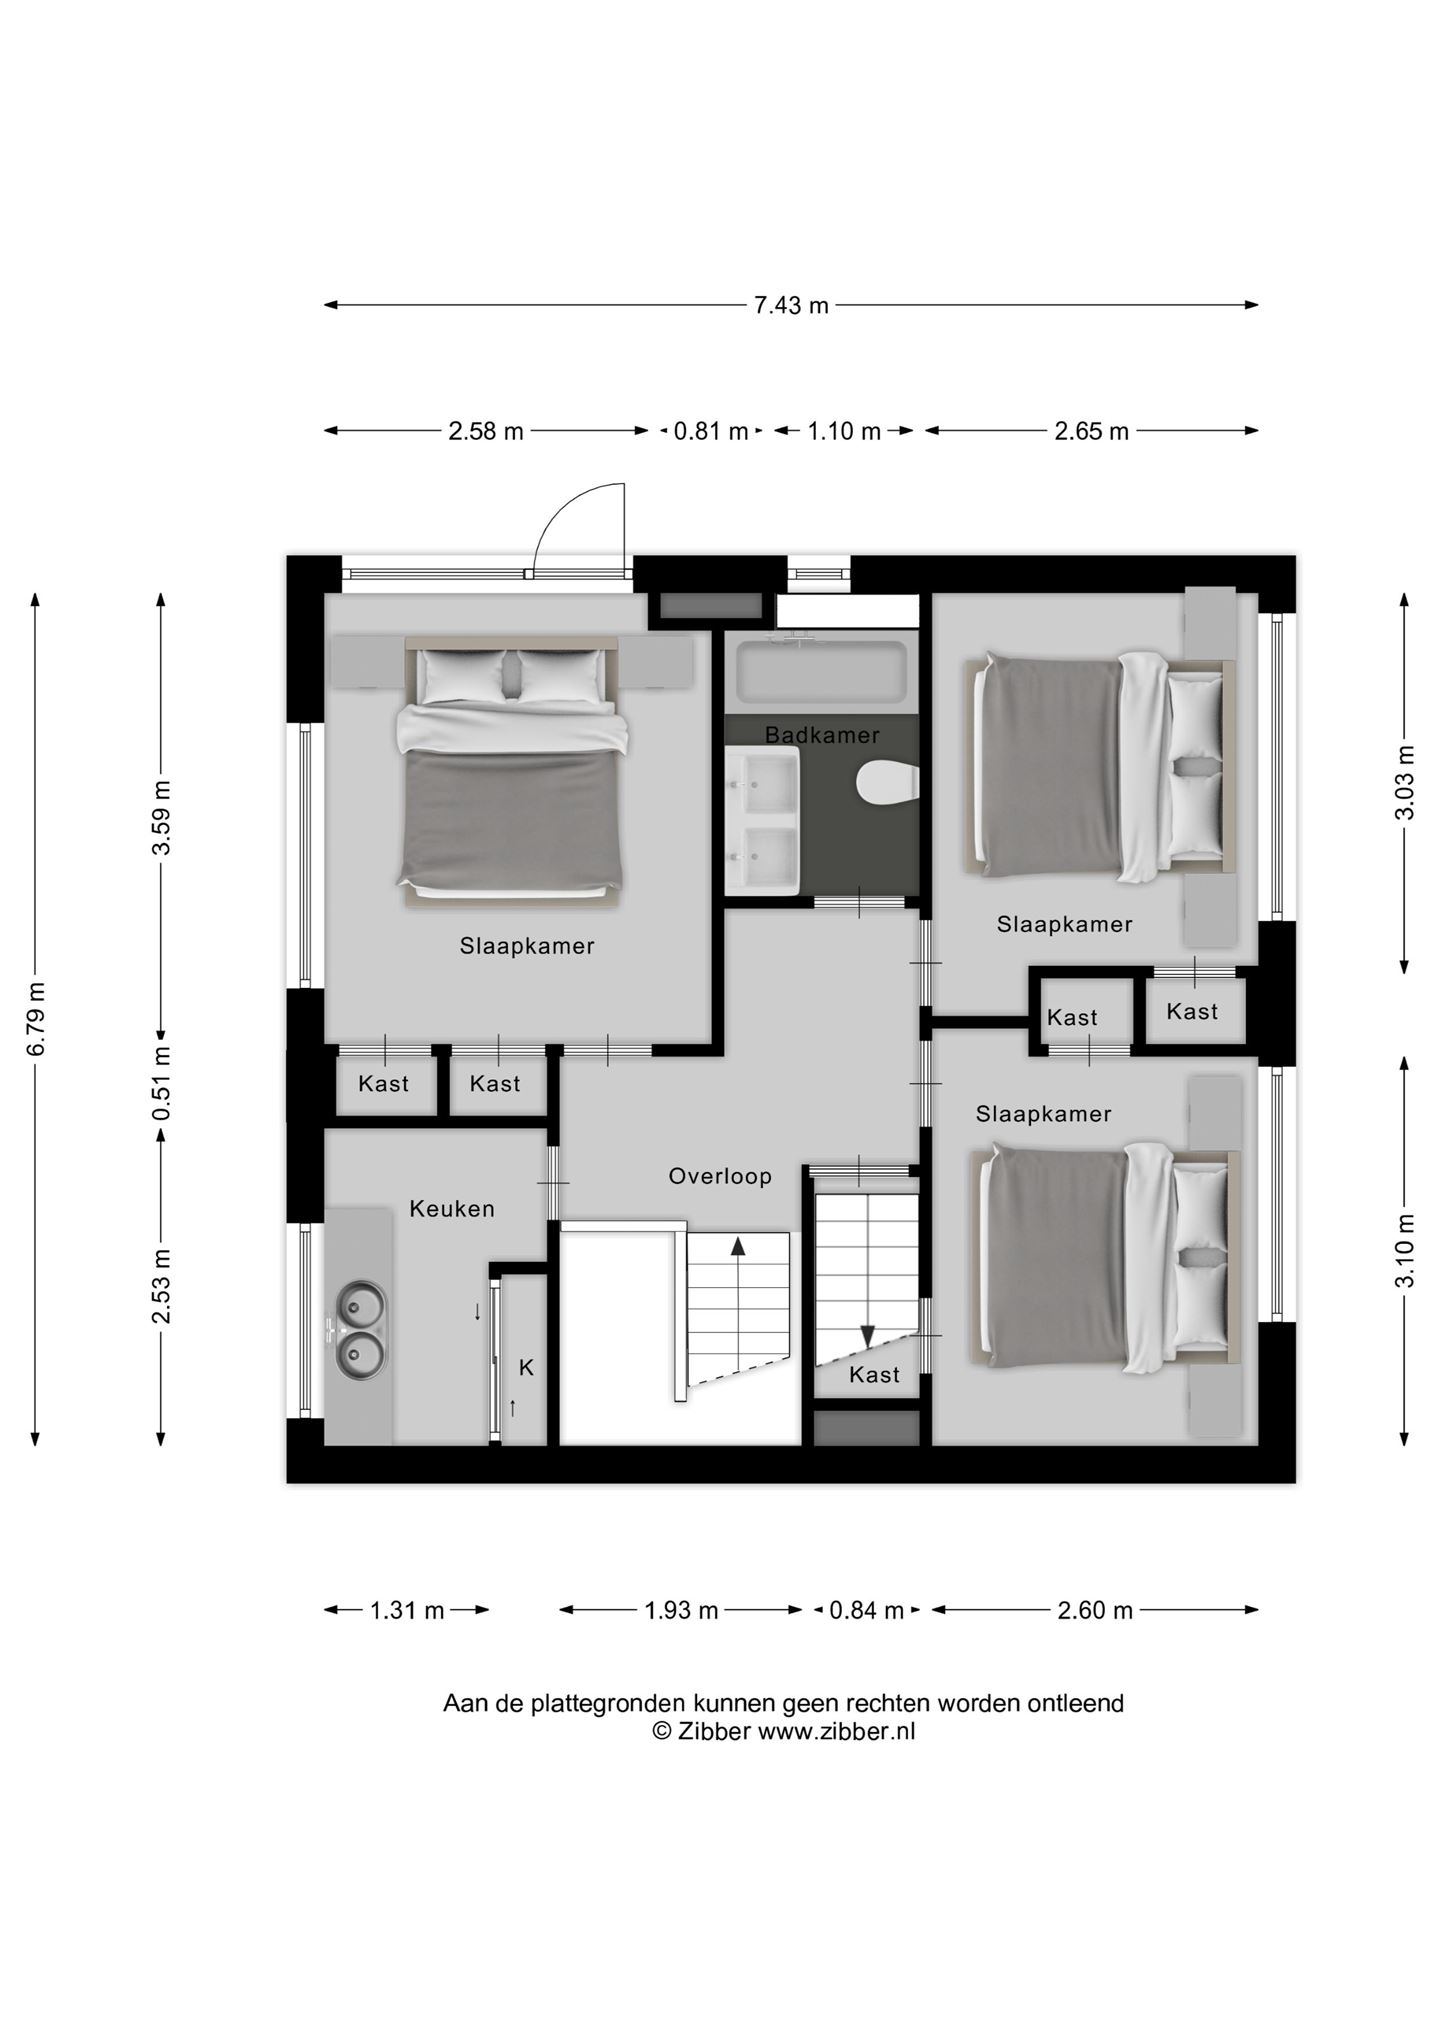 7.43 m
2.58 m 0.81 m 1.10 m 2.65 m
6.79 m
3.59 m
0.51 m
2.53 m
3.03 m
3.10 m
Badkamer
Slaapkamer
Slaapkamer
Kast
Kast
Kast
Kast
Slaapkamer
Overloop
Keuken
K
Kast
1.31 m 1.93 m 0.84 m 2.60 m
Aan de plattegronden kunnen geen rechten worden ontleend
© Zibber www.zibber.nl